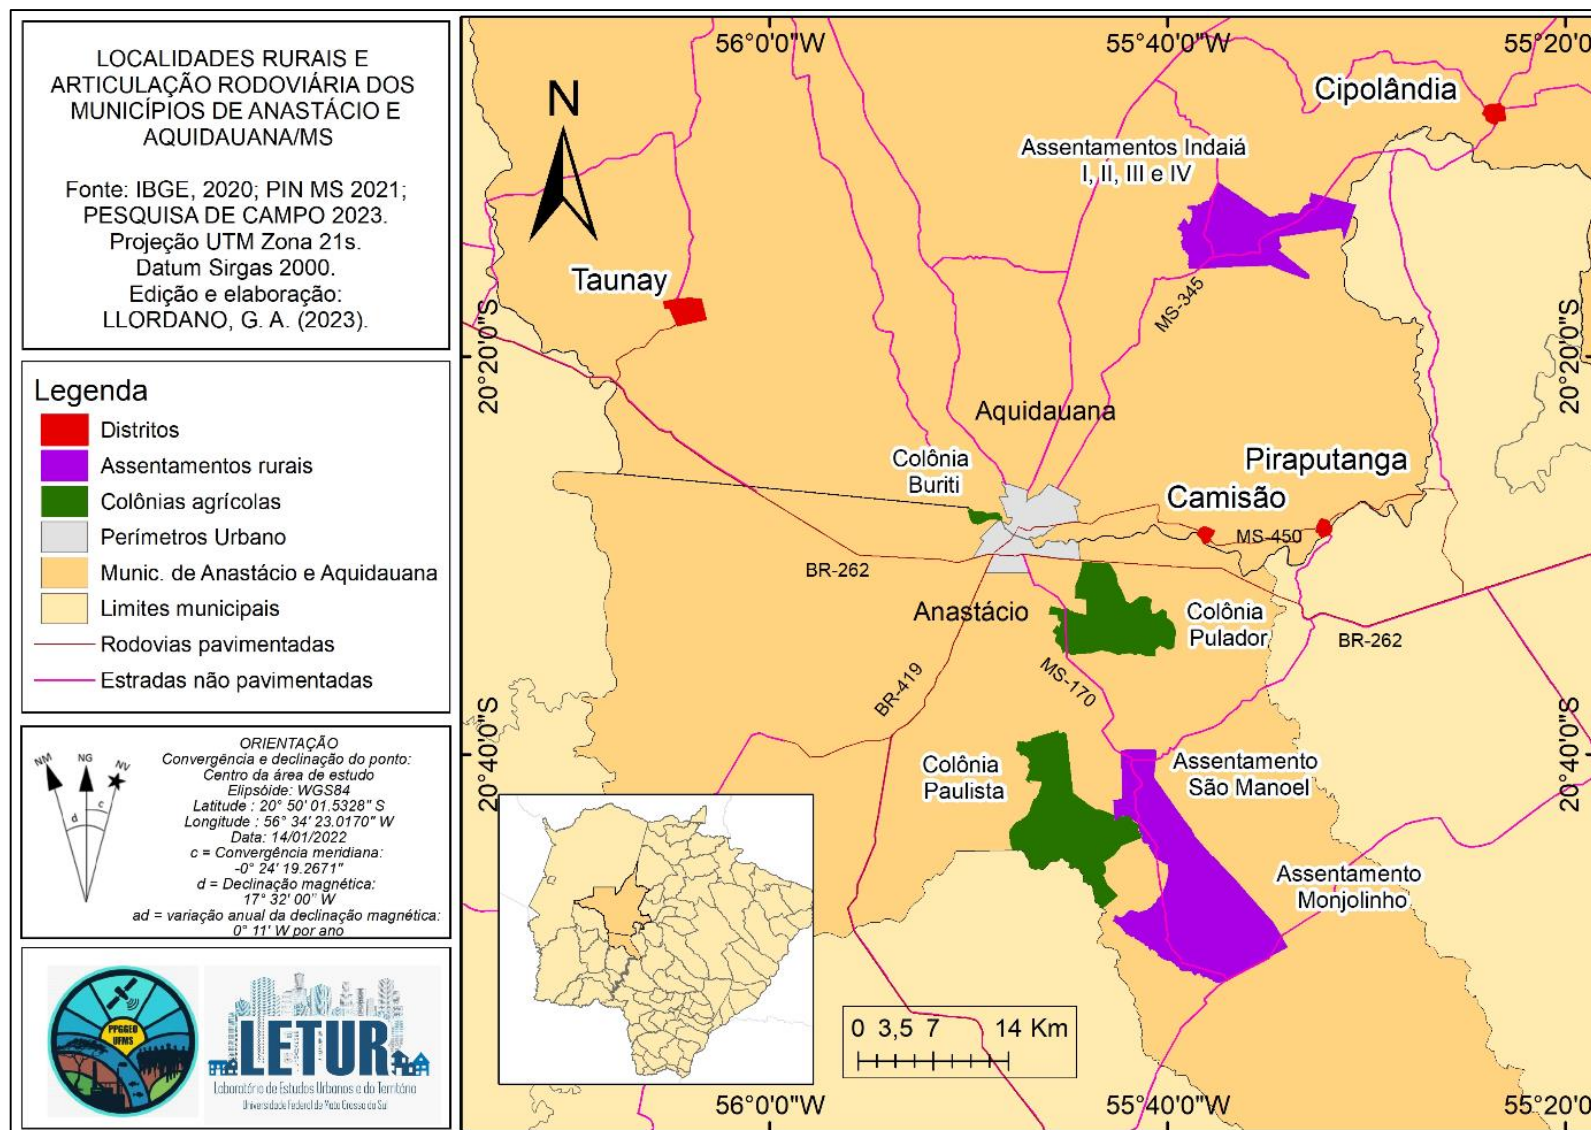 LOCALIDADES RURAIS E
ARTICULAÇÃO RODOVIÁRIA DOS
MUNICÍPIOS DE ANASTÁCIO E
AQUIDAUANA/MS
Fonte: IBGE, 2020; PIN MS 2021;
PESQUISA DE CAMPO 2023.
Projeção UTM Zona 21s.
Datum Sirgas 2000.
Edição e elaboração:
LLORDANO, G. A. (2023).
Legenda
Distritos
Assentamentos rurais
Colônias agrícolas
Perímetros Urbano
Munic. de Anastácio e Aquidauana
Limites municipais
Rodovias pavimentadas
Estradas não pavimentadas
NM
NG
NV
c
d
ORIENTAÇÃO
Convergência e declinação do ponto:
Centro da área de estudo
Elipsóide: WGS84
Latitude : 20° 50' 01.5328" S
Longitude : 56° 34' 23.0170" W
Data: 14/01/2022
c = Convergência meridiana:
-0° 24' 19.2671"
d = Declinação magnética:
17° 32' 00" W
ad = variação anual da declinação magnética:
0° 11' W por ano
PPGGEO
UFMS
LETUR
Laboratório de Estudos Urbanos e do Território
Universidade Federal de Mato Grosso do Sul
56°0'0"W
55°40'0"W
55°20'0
N
Cipolândia
Assentamentos Indaiá
I, II, III e IV
Taunay
MS-345
20°20'0"S
20°20'0"S
Aquidauana
Colônia
Buriti
Piraputanga
Camisão
MS-450
BR-262
Anastácio
Colônia
Pulador
BR-262
BR-419
MS-170
20°40'0"S
20°40'0"S
Colônia
Paulista
Assentamento
São Manoel
Assentamento
Monjolinho
0 3,5 7 14 Km
56°0'0"W
55°40'0"W
55°20'0